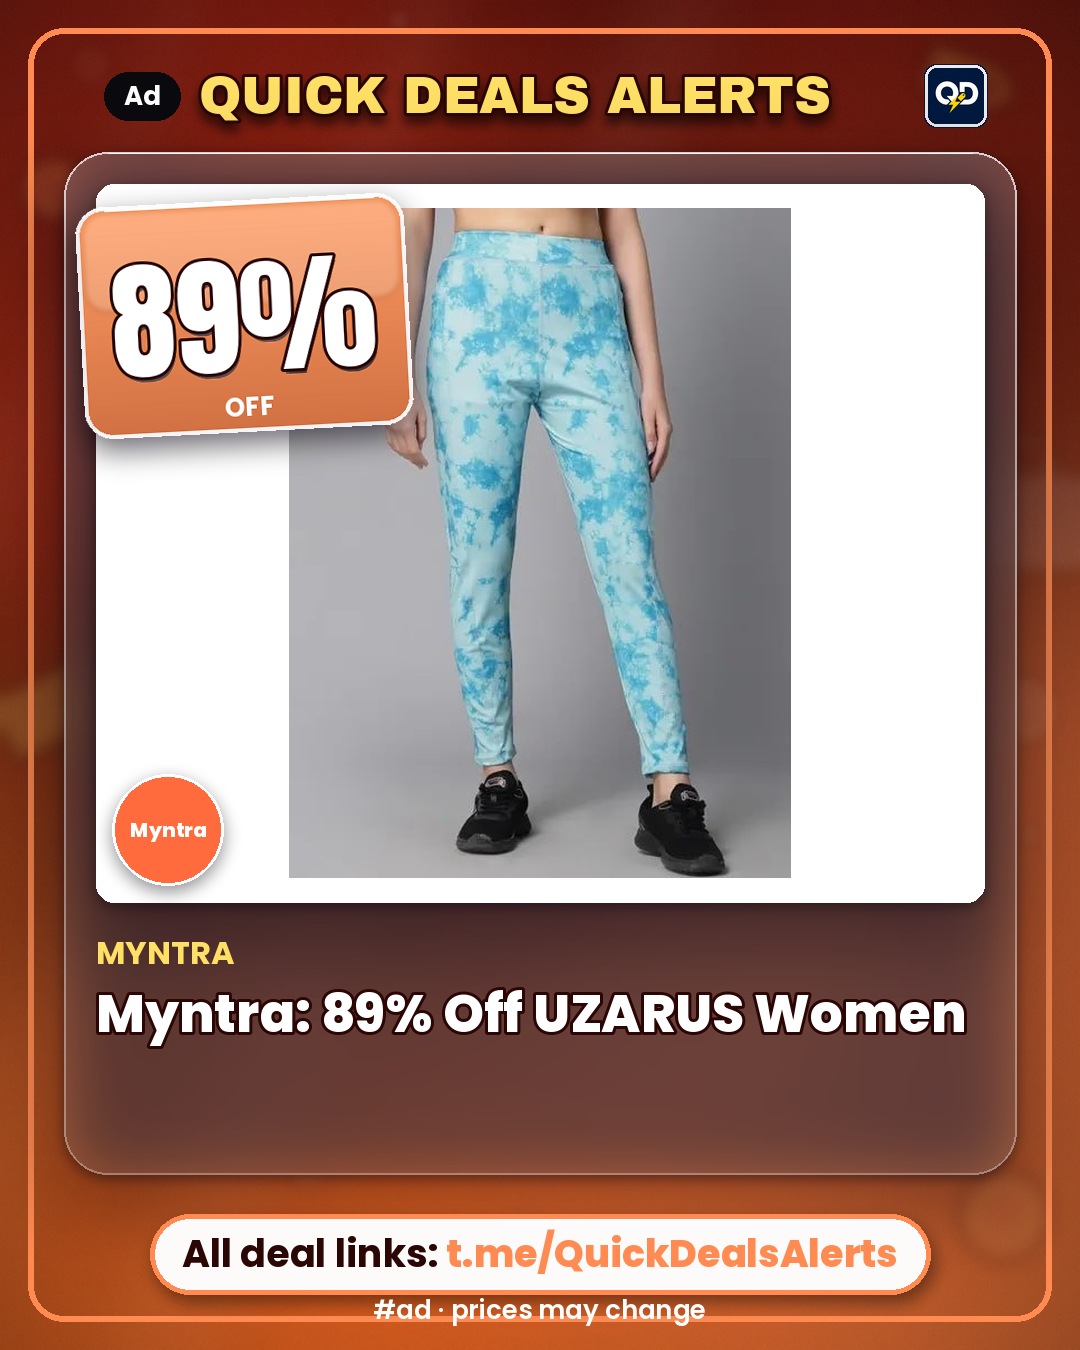 Ad
QUICK DEALS ALERTS
QD
89%
OFF
Myntra
MYNTRA
Myntra: 89% Off UZARUS Women
All deal links: t.me/QuickDealsAlerts
#ad · prices may change